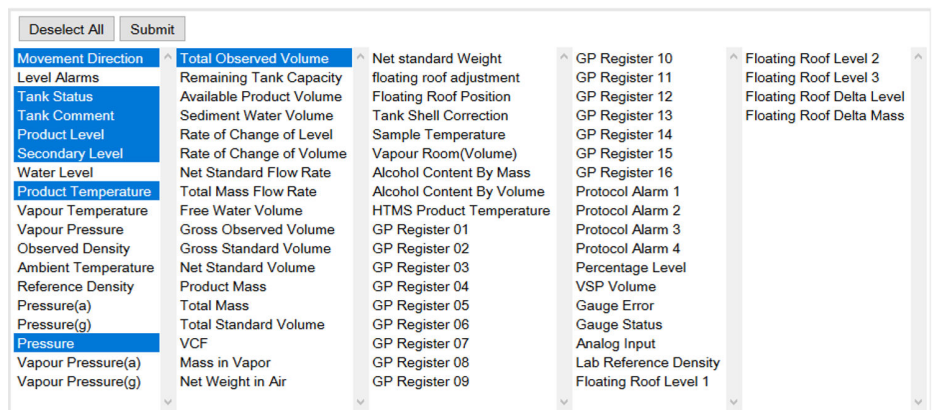 Deselect All
Submit
Movement Direction
Level Alarms
Tank Status
Tank Comment
Product Level
Secondary Level
Water Level
Product Temperature
Vapour Temperature
Vapour Pressure
Observed Density
Ambient Temperature
Reference Density
Pressure(a)
Pressure(g)
Pressure
Vapour Pressure(a)
Vapour Pressure(g)
Total Observed Volume
Remaining Tank Capacity
Available Product Volume
Sediment Water Volume
Rate of Change of Level
Rate of Change of Volume
Net Standard Flow Rate
Total Mass Flow Rate
Free Water Volume
Gross Observed Volume
Gross Standard Volume
Net Standard Volume
Product Mass
Total Mass
Total Standard Volume
VCF
Mass in Vapor
Net Weight in Air
Net standard Weight
floating roof adjustment
Floating Roof Position
Tank Shell Correction
Sample Temperature
Vapour Room(Volume)
Alcohol Content By Mass
Alcohol Content By Volume
HTMS Product Temperature
GP Register 01
GP Register 02
GP Register 03
GP Register 04
GP Register 05
GP Register 06
GP Register 07
GP Register 08
GP Register 09
GP Register 10
GP Register 11
GP Register 12
GP Register 13
GP Register 14
GP Register 15
GP Register 16
Protocol Alarm 1
Protocol Alarm 2
Protocol Alarm 3
Protocol Alarm 4
Percentage Level
VSP Volume
Gauge Error
Gauge Status
Analog Input
Lab Reference Density
Floating Roof Level 1
Floating Roof Level 2
Floating Roof Level 3
Floating Roof Delta Level
Floating Roof Delta Mass